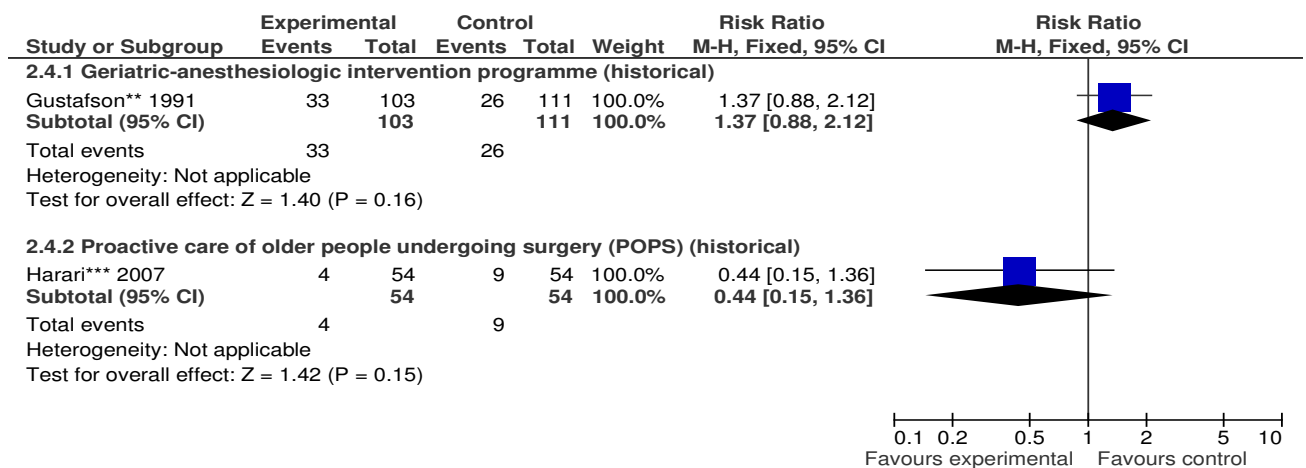 Experimental Control Risk Ratio Risk Ratio
Study or Subgroup Events Total Events Total Weight M-H, Fixed, 95% CI M-H, Fixed, 95% CI
2.4.1 Geriatric-anesthesiologic intervention programme (historical)
Gustafson** 1991 33 103 26 111 100.0% 1.37 [0.88, 2.12]
Subtotal (95% CI) 103 111 100.0% 1.37 [0.88, 2.12]
Total events 33 26
Heterogeneity: Not applicable
Test for overall effect: Z = 1.40 (P = 0.16)
2.4.2 Proactive care of older people undergoing surgery (POPS) (historical)
Harari*** 2007 4 54 9 54 100.0% 0.44 [0.15, 1.36]
Subtotal (95% CI) 54 54 100.0% 0.44 [0.15, 1.36]
Total events 4 9
Heterogeneity: Not applicable
Test for overall effect: Z = 1.42 (P = 0.15)
0.1 0.2 0.5 1 2 5 10
Favours experimental Favours control